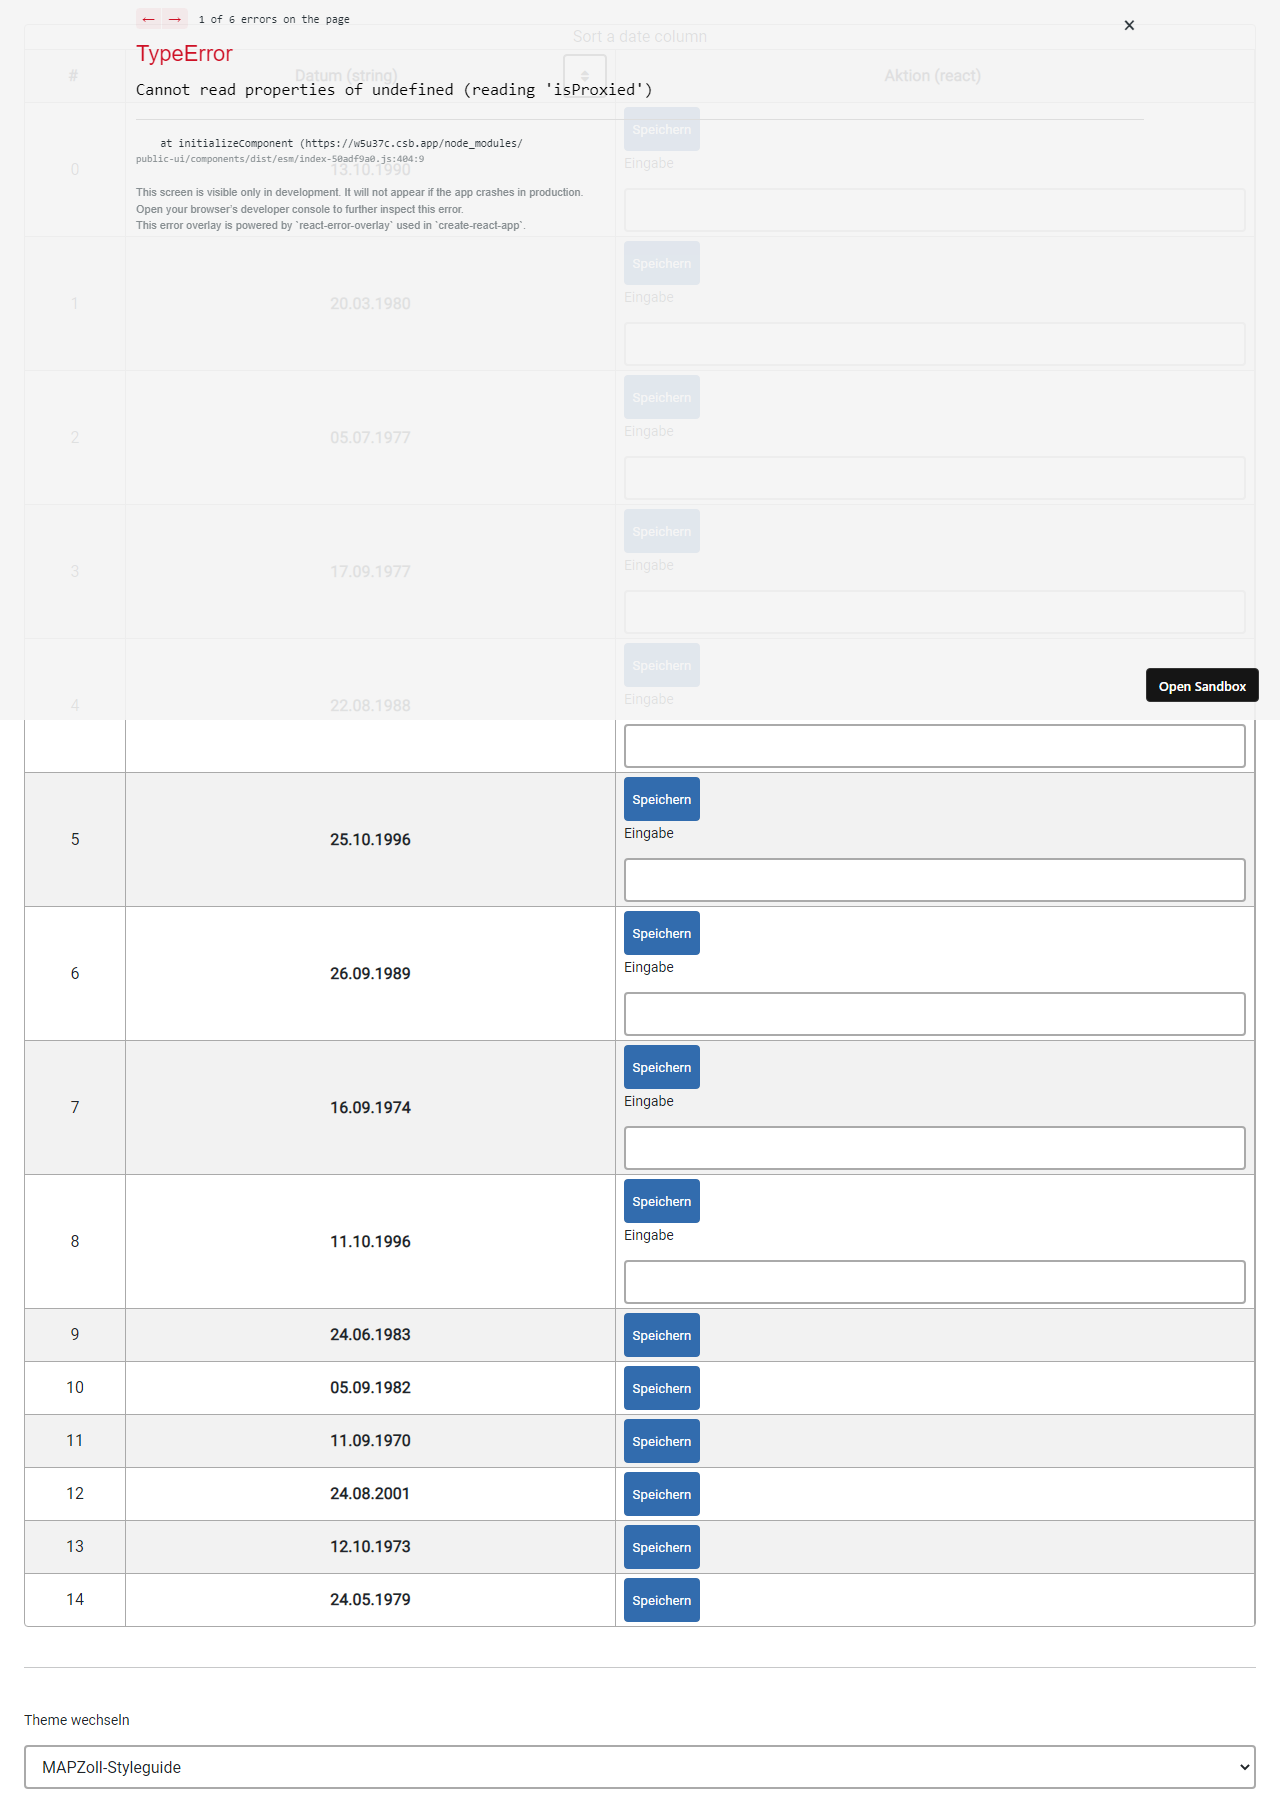 ← → 1 of 6 errors on the page
×
Sort a date column
TypeError
# Datum (string) Aktion (react)
Cannot read properties of undefined (reading 'isProxied')
Speichern
at initializeComponent (https://w5u37c.csb.app/node_modules/
public-ui/components/dist/esm/index-50adf9a0.js:404:9
Eingabe
0 13.10.1990
This screen is visible only in development. It will not appear if the app crashes in production.
Open your browser's developer console to further inspect this error.
This error overlay is powered by `react-error-overlay` used in `create-react-app`.
Speichern
Eingabe
1 20.03.1980
Speichern
Eingabe
2 05.07.1977
Speichern
Eingabe
3 17.09.1977
Speichern
Open Sandbox
Eingabe
4 22.08.1988
Speichern
Eingabe
5 25.10.1996
Speichern
Eingabe
6 26.09.1989
Speichern
Eingabe
7 16.09.1974
Speichern
Eingabe
8 11.10.1996
9 24.06.1983 Speichern
10 05.09.1982 Speichern
11 11.09.1970 Speichern
12 24.08.2001 Speichern
13 12.10.1973 Speichern
14 24.05.1979 Speichern
Theme wechseln
MAPZoll-Styleguide